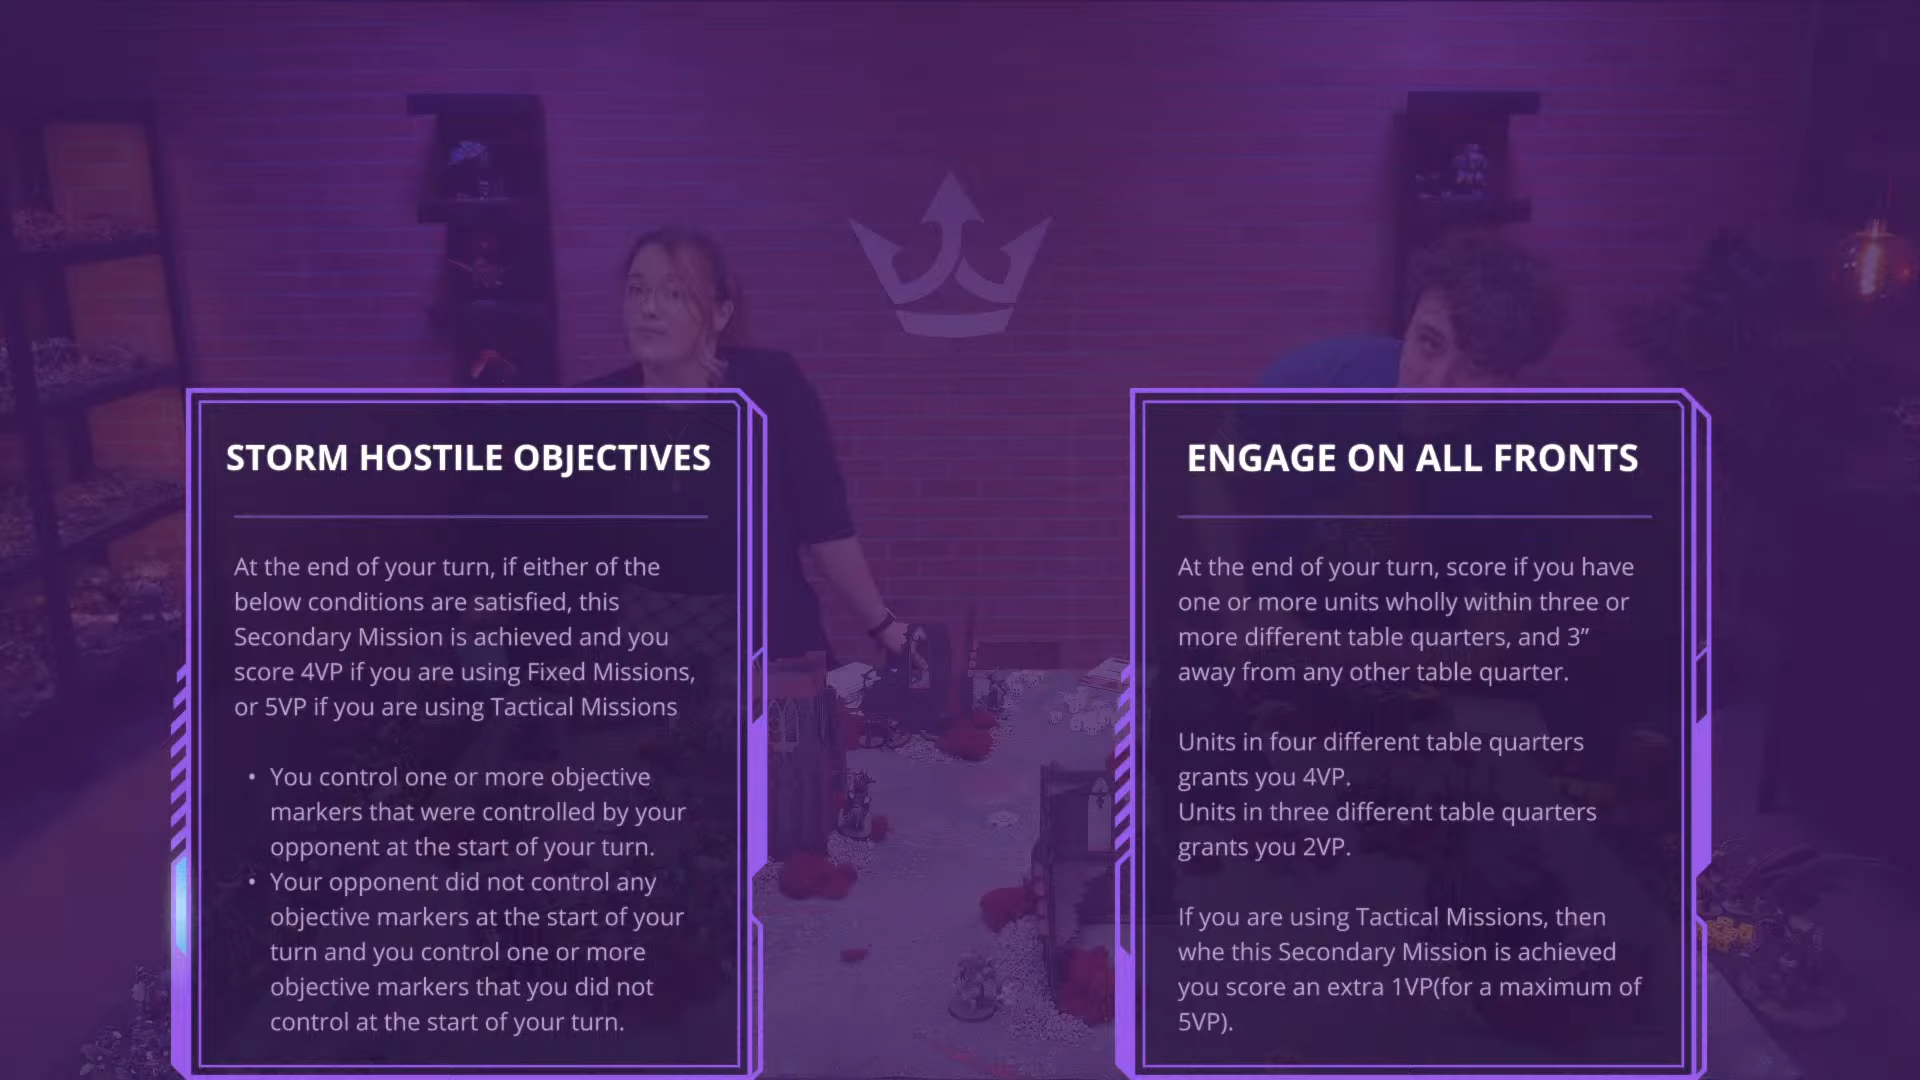 STORM HOSTILE OBJECTIVES
At the end of your turn, if either of the
below conditions are satisfied, this
Secondary Mission is achieved and you
score 4VP if you are using Fixed Missions,
or 5VP if you are using Tactical Missions
• You control one or more objective
markers that were controlled by your
opponent at the start of your turn.
• Your opponent did not control any
objective markers at the start of your
turn and you control one or more
objective markers that you did not
control at the start of your turn.
ENGAGE ON ALL FRONTS
At the end of your turn, score if you have
one or more units wholly within three or
more different table quarters, and 3”
away from any other table quarter.
Units in four different table quarters
grants you 4VP.
Units in three different table quarters
grants you 2VP.
If you are using Tactical Missions, then
whe this Secondary Mission is achieved
you score an extra 1VP(for a maximum of
5VP).